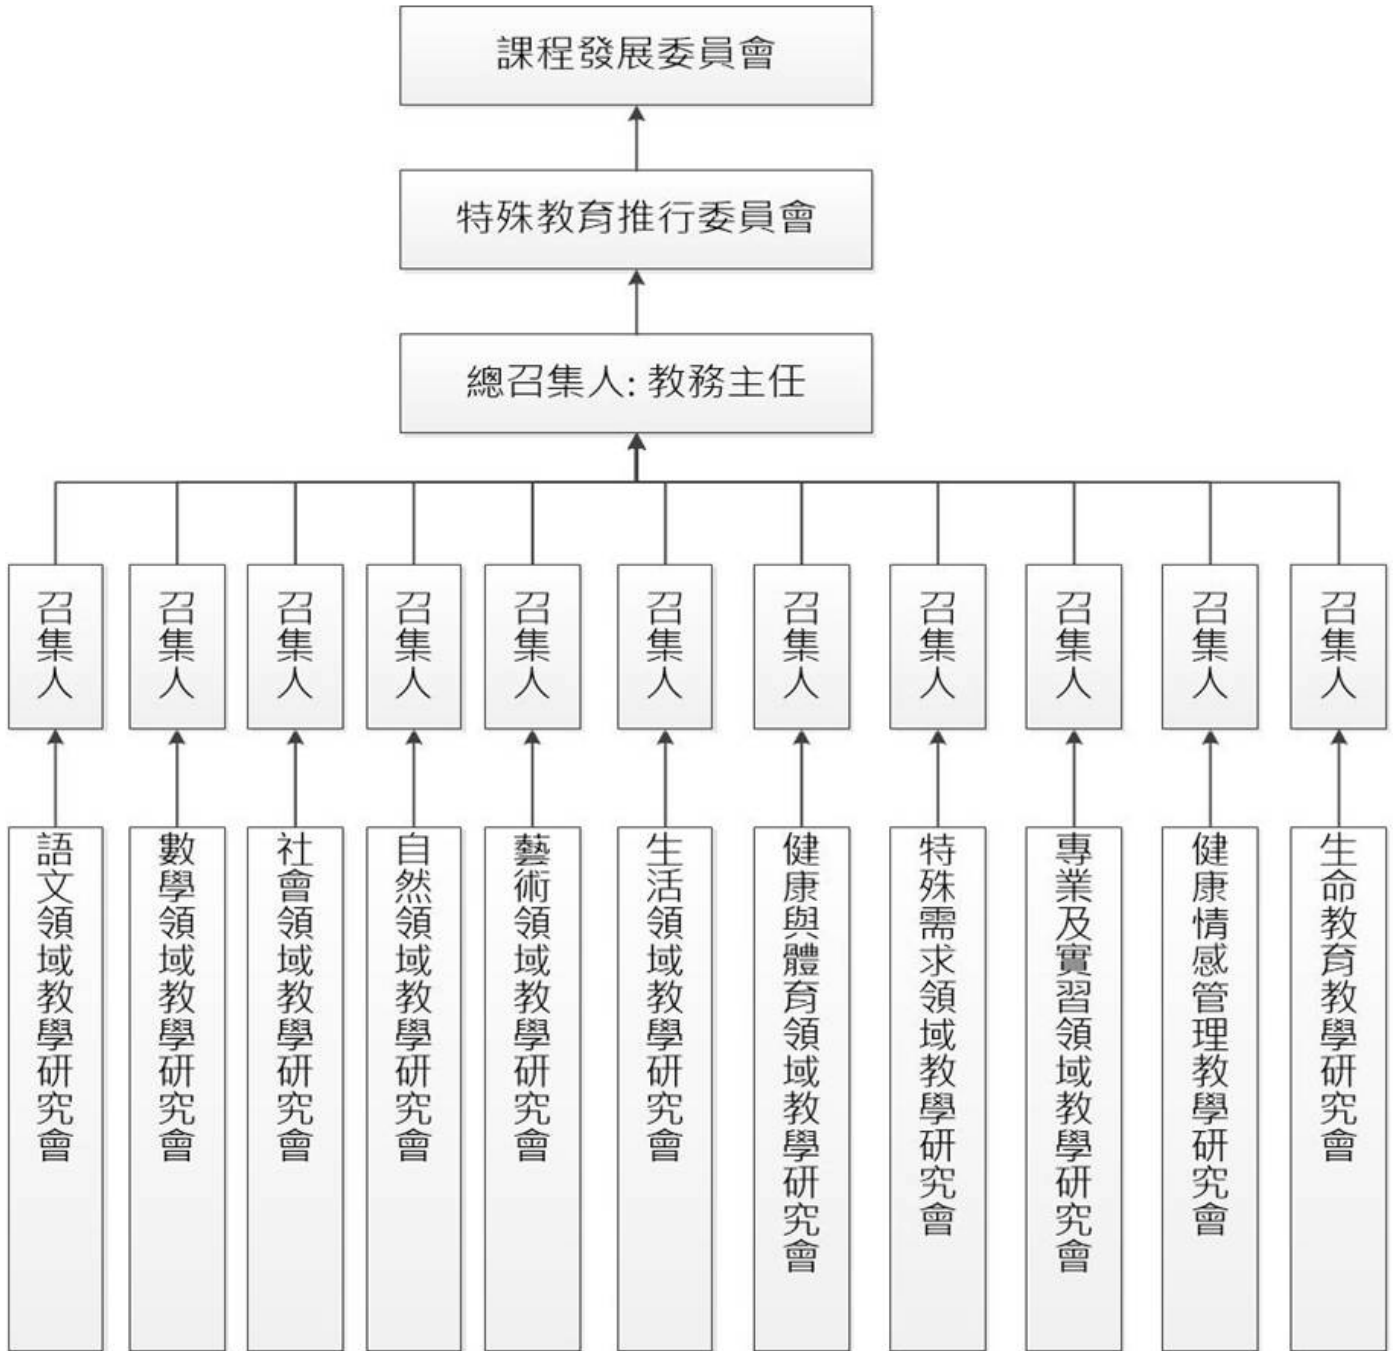 課程發展委員會
特殊教育推行委員會
總召集人: 教務主任
召集人
召集人
召集人
召集人
召集人
召集人
召集人
召集人
召集人
召集人
召集人
語文領域教學研究會
數學領域教學研究會
社會領域教學研究會
自然領域教學研究會
藝術領域教學研究會
生活領域教學研究會
健康與體育領域教學研究會
特殊需求領域教學研究會
專業及實習領域教學研究會
健康情感管理教學研究會
生命教育教學研究會